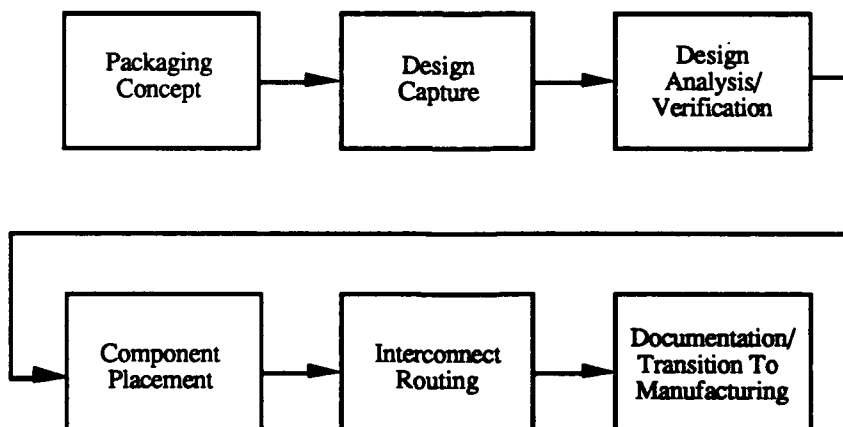 Packaging
Concept
Design
Capture
Design
Analysis/
Verification
Component
Placement
Interconnect
Routing
Documentation/
Transition To
Manufacturing